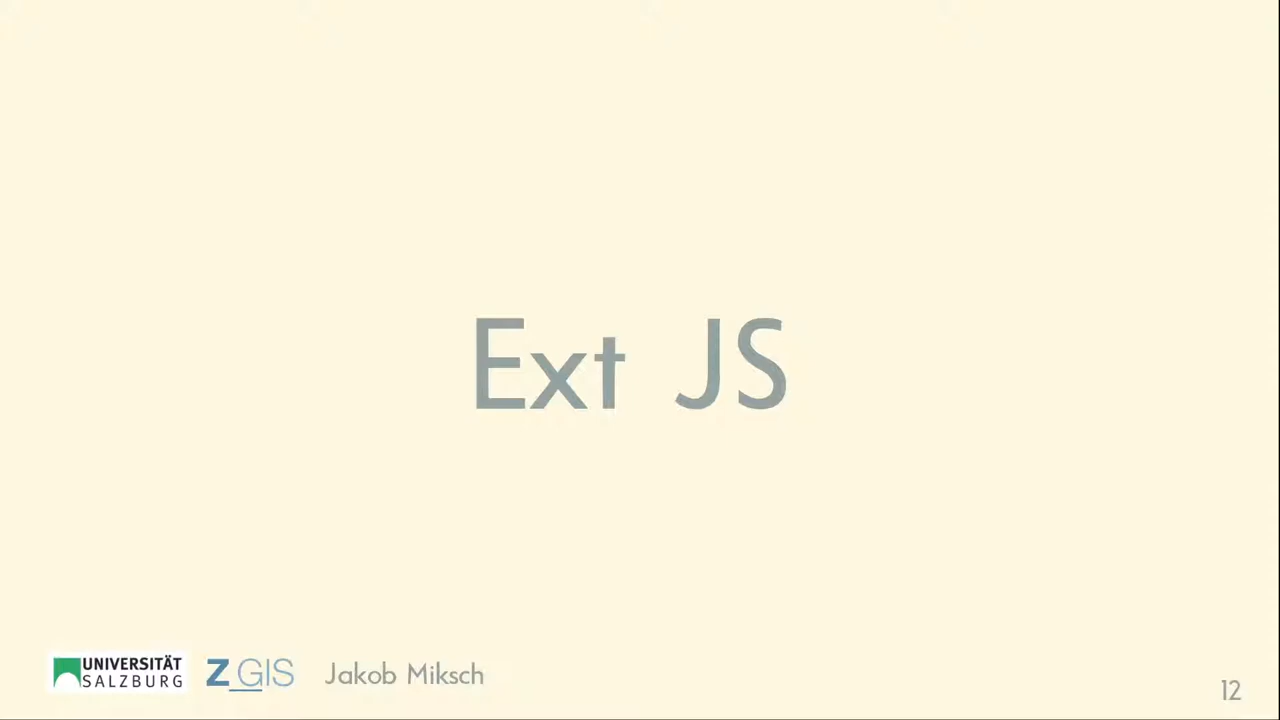 Ext JS
UNIVERSITÄT
SALZBURG
Z_GIS
Jakob Miksch
12